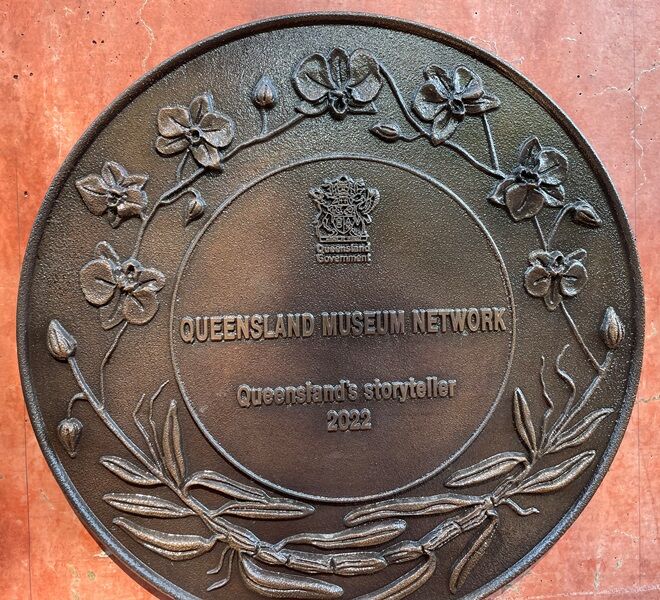 Queensland
Government
QUEENSLAND MUSEUM NETWORK
Queensland's storyteller
2022